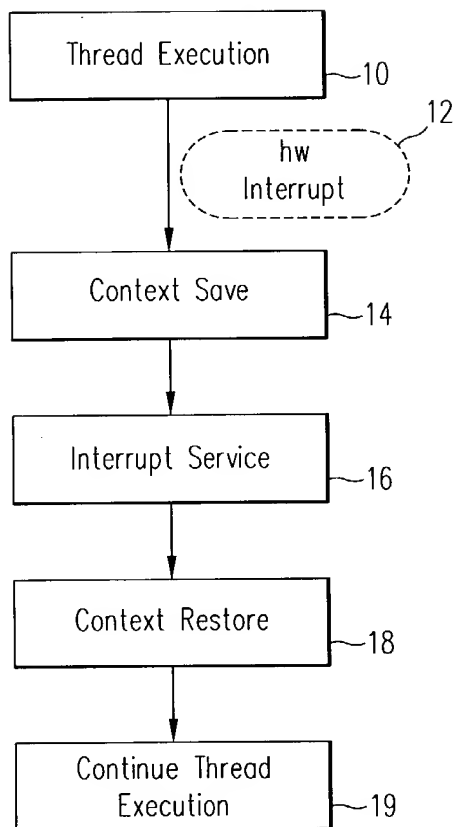 Thread Execution
10
12
hw
Interrupt
Context Save
14
Interrupt Service
16
Context Restore
18
Continue Thread
Execution
19